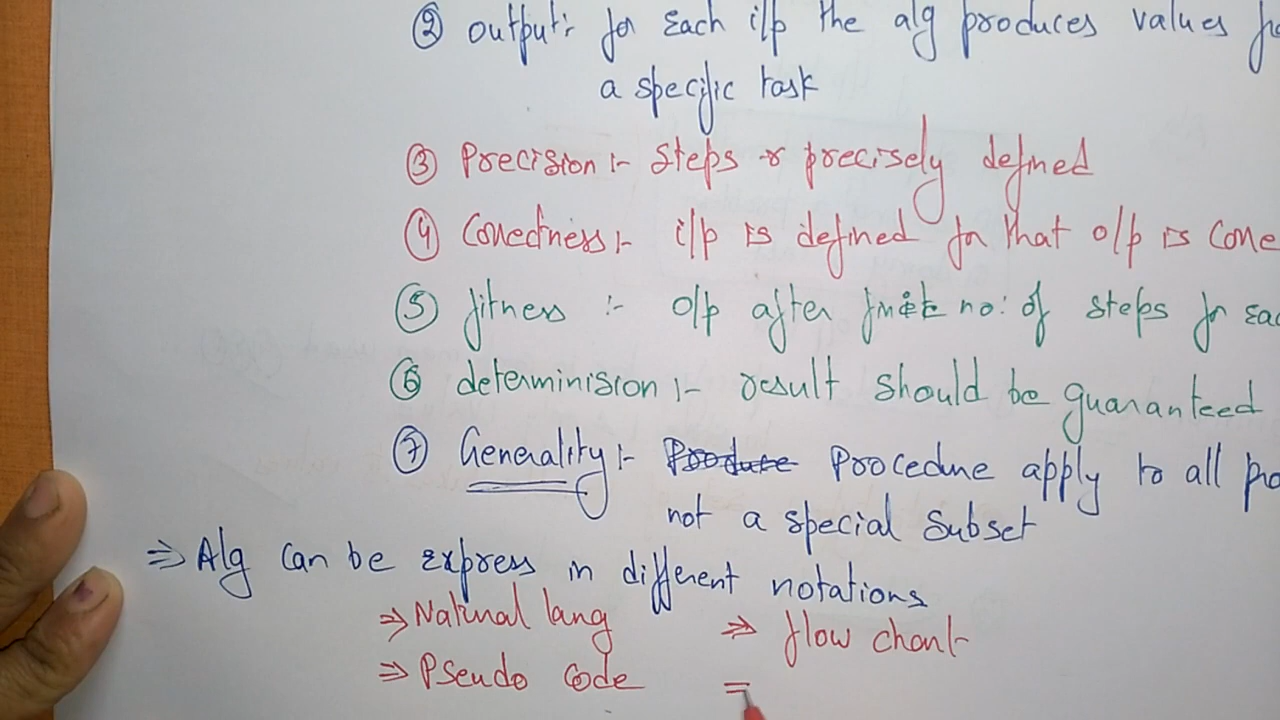 ② output:- for Each i/p the alg produces values fo
a specific task
③ Precision :- Steps r precisely defined
④ Correctness :- i/p is defined for that o/p is corre
⑤ fitness :- o/p after finite no: of steps for Eac
⑥ determinision :- result should be guaranteed
⑦ Generality :- Procedure apply to all pro
not a special Subset
⇒ Alg can be express in different notations
⇒ Natural lang ⇒ flow chart
⇒ Pseudo code =